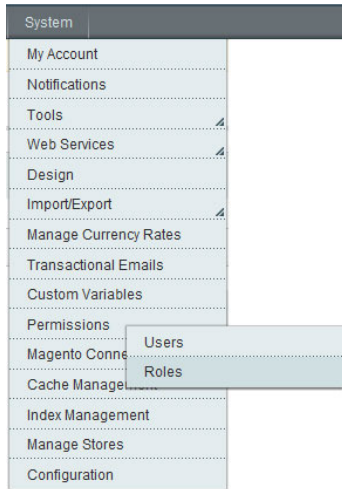 System
My Account
Notifications
Tools
Web Services
Design
Import/Export
Manage Currency Rates
Transactional Emails
Custom Variables
Permissions
Users
Magento Conne
Roles
Cache Manage
Index Management
Manage Stores
Configuration